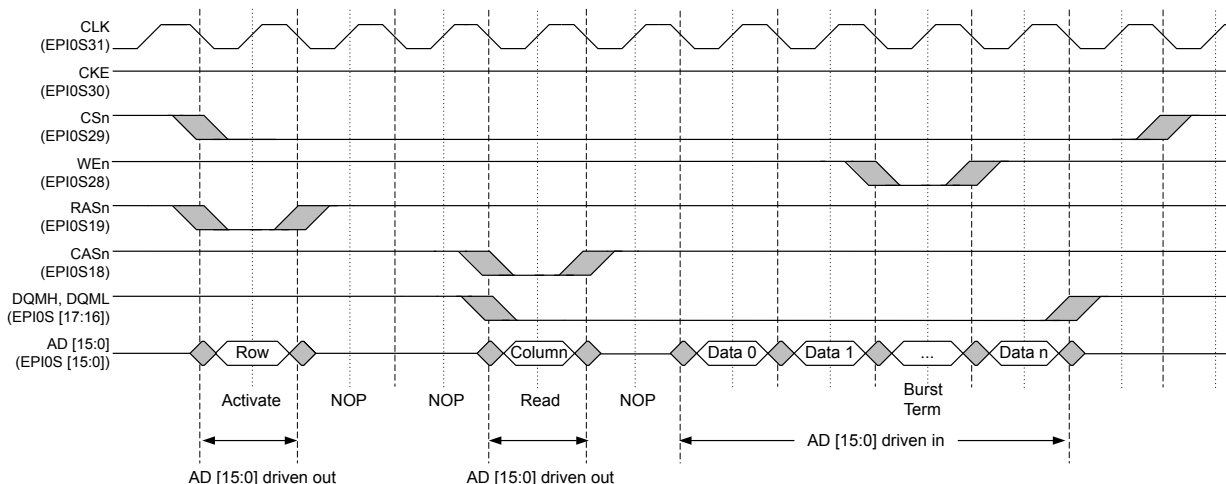 CLK
(EPI0S31)
CKE
(EPI0S30)
CSn
(EPI0S29)
WEn
(EPI0S28)
RASn
(EPI0S19)
CASn
(EPI0S18)
DQMH, DQML
(EPI0S [17:16])
AD [15:0]
(EPI0S [15:0])
Row
Column
Data 0
Data 1
...
Data n
Activate
NOP
NOP
Read
NOP
Burst
Term
AD [15:0] driven in
AD [15:0] driven out
AD [15:0] driven out